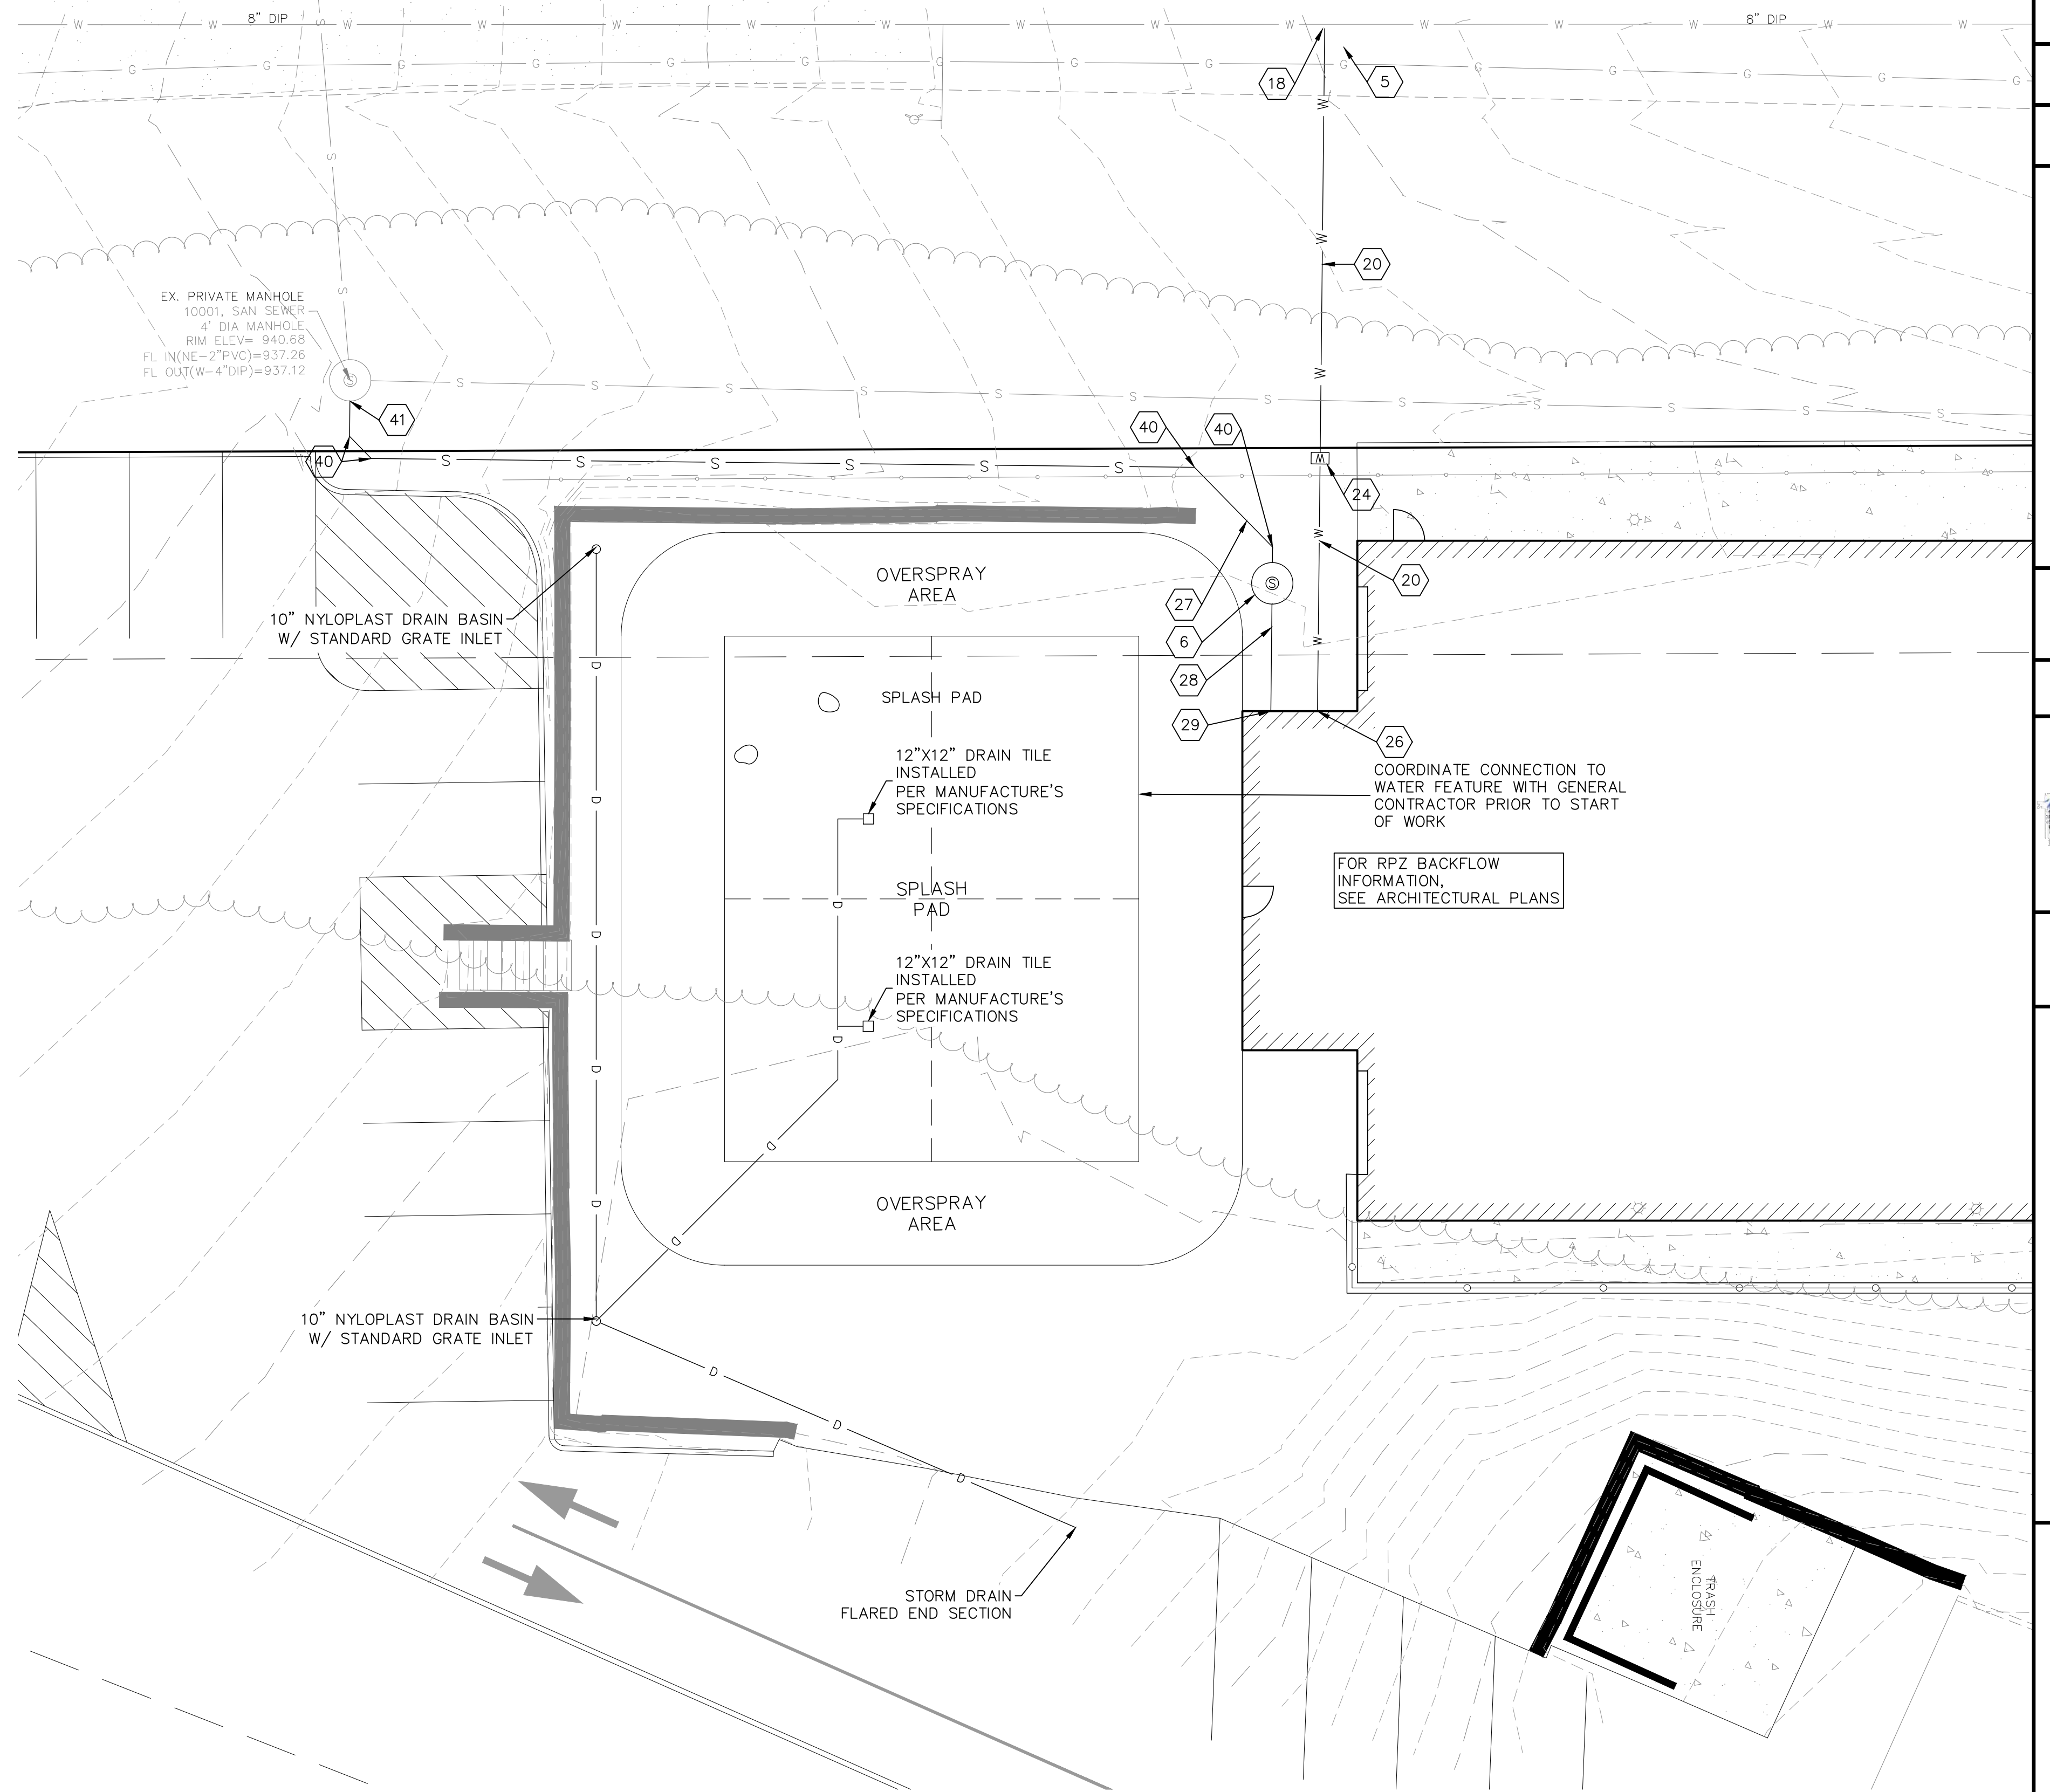 8" DIP
8" DIP
W W W W W W W W W W W W W W W
G G G G G G G G G G G G G G G
18
5
S
W
S
W
20
S
EX. PRIVATE MANHOLE
10001, SAN SEWER
4' DIA MANHOLE
RIM ELEV= 940.68
FL IN(NE-2"PVC)=937.26
FL OUT(W-4"DIP)=937.12
S
W
S S S S S S S S S S S S
41
40
40
40
S S S S S S
W
24
W
20
OVERSPRAY
AREA
S
27
10" NYLOPLAST DRAIN BASIN
W/ STANDARD GRATE INLET
6
W
D
28
SPLASH PAD
29
26
12"X12" DRAIN TILE
INSTALLED
PER MANUFACTURE'S
SPECIFICATIONS
COORDINATE CONNECTION TO
WATER FEATURE WITH GENERAL
CONTRACTOR PRIOR TO START
OF WORK
D
FOR RPZ BACKFLOW
INFORMATION,
SEE ARCHITECTURAL PLANS
SPLASH
PAD
D
D
12"X12" DRAIN TILE
INSTALLED
PER MANUFACTURE'S
SPECIFICATIONS
D
D
D
D
OVERSPRAY
AREA
D
10" NYLOPLAST DRAIN BASIN
W/ STANDARD GRATE INLET
D
D
D
STORM DRAIN
FLARED END SECTION
TRASH
ENCLOSURE